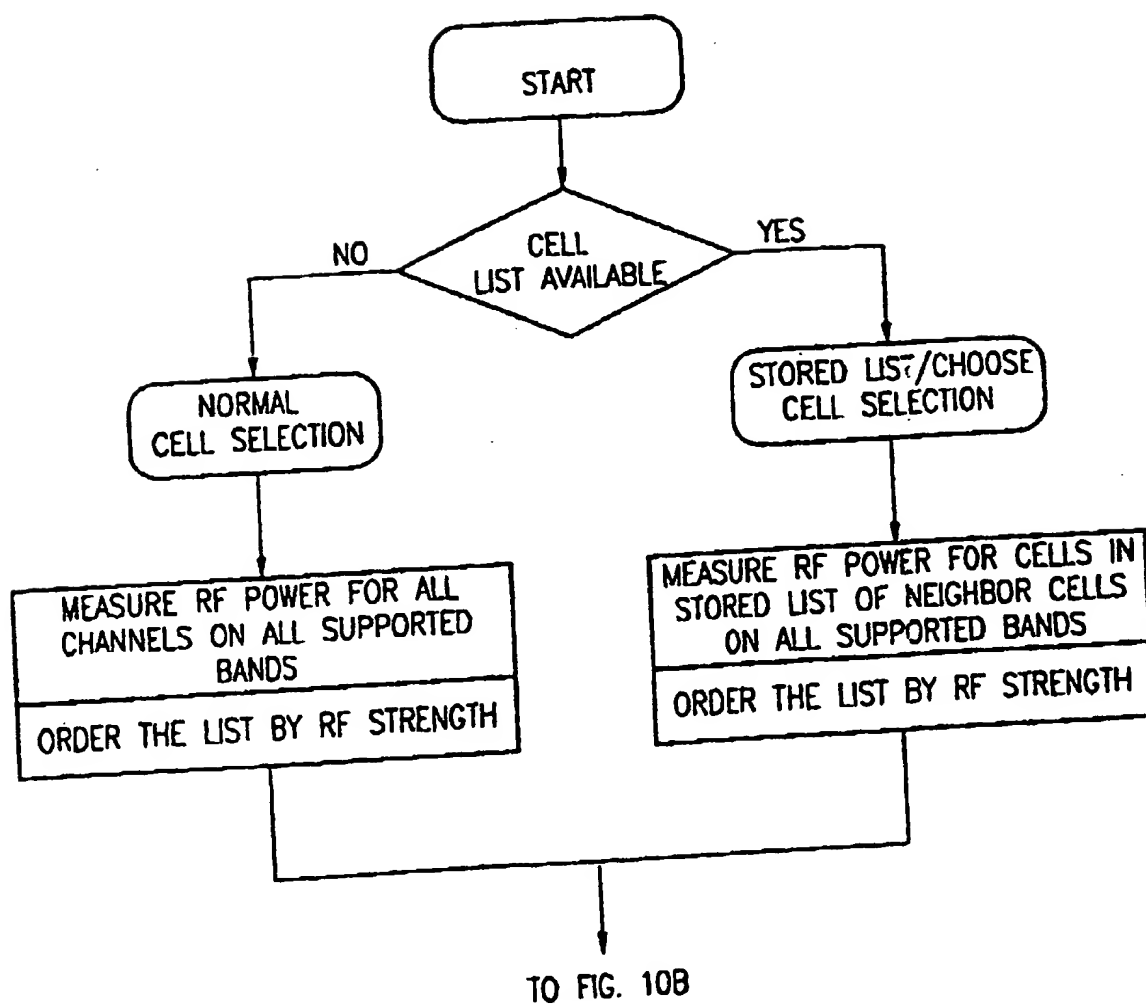 START
CELL
LIST AVAILABLE
NO
YES
NORMAL
CELL SELECTION
STORED LIST/CHOOSE
CELL SELECTION
MEASURE RF POWER FOR ALL
CHANNELS ON ALL SUPPORTED
BANDS
ORDER THE LIST BY RF STRENGTH
MEASURE RF POWER FOR CELLS IN
STORED LIST OF NEIGHBOR CELLS
ON ALL SUPPORTED BANDS
ORDER THE LIST BY RF STRENGTH
TO FIG. 10B